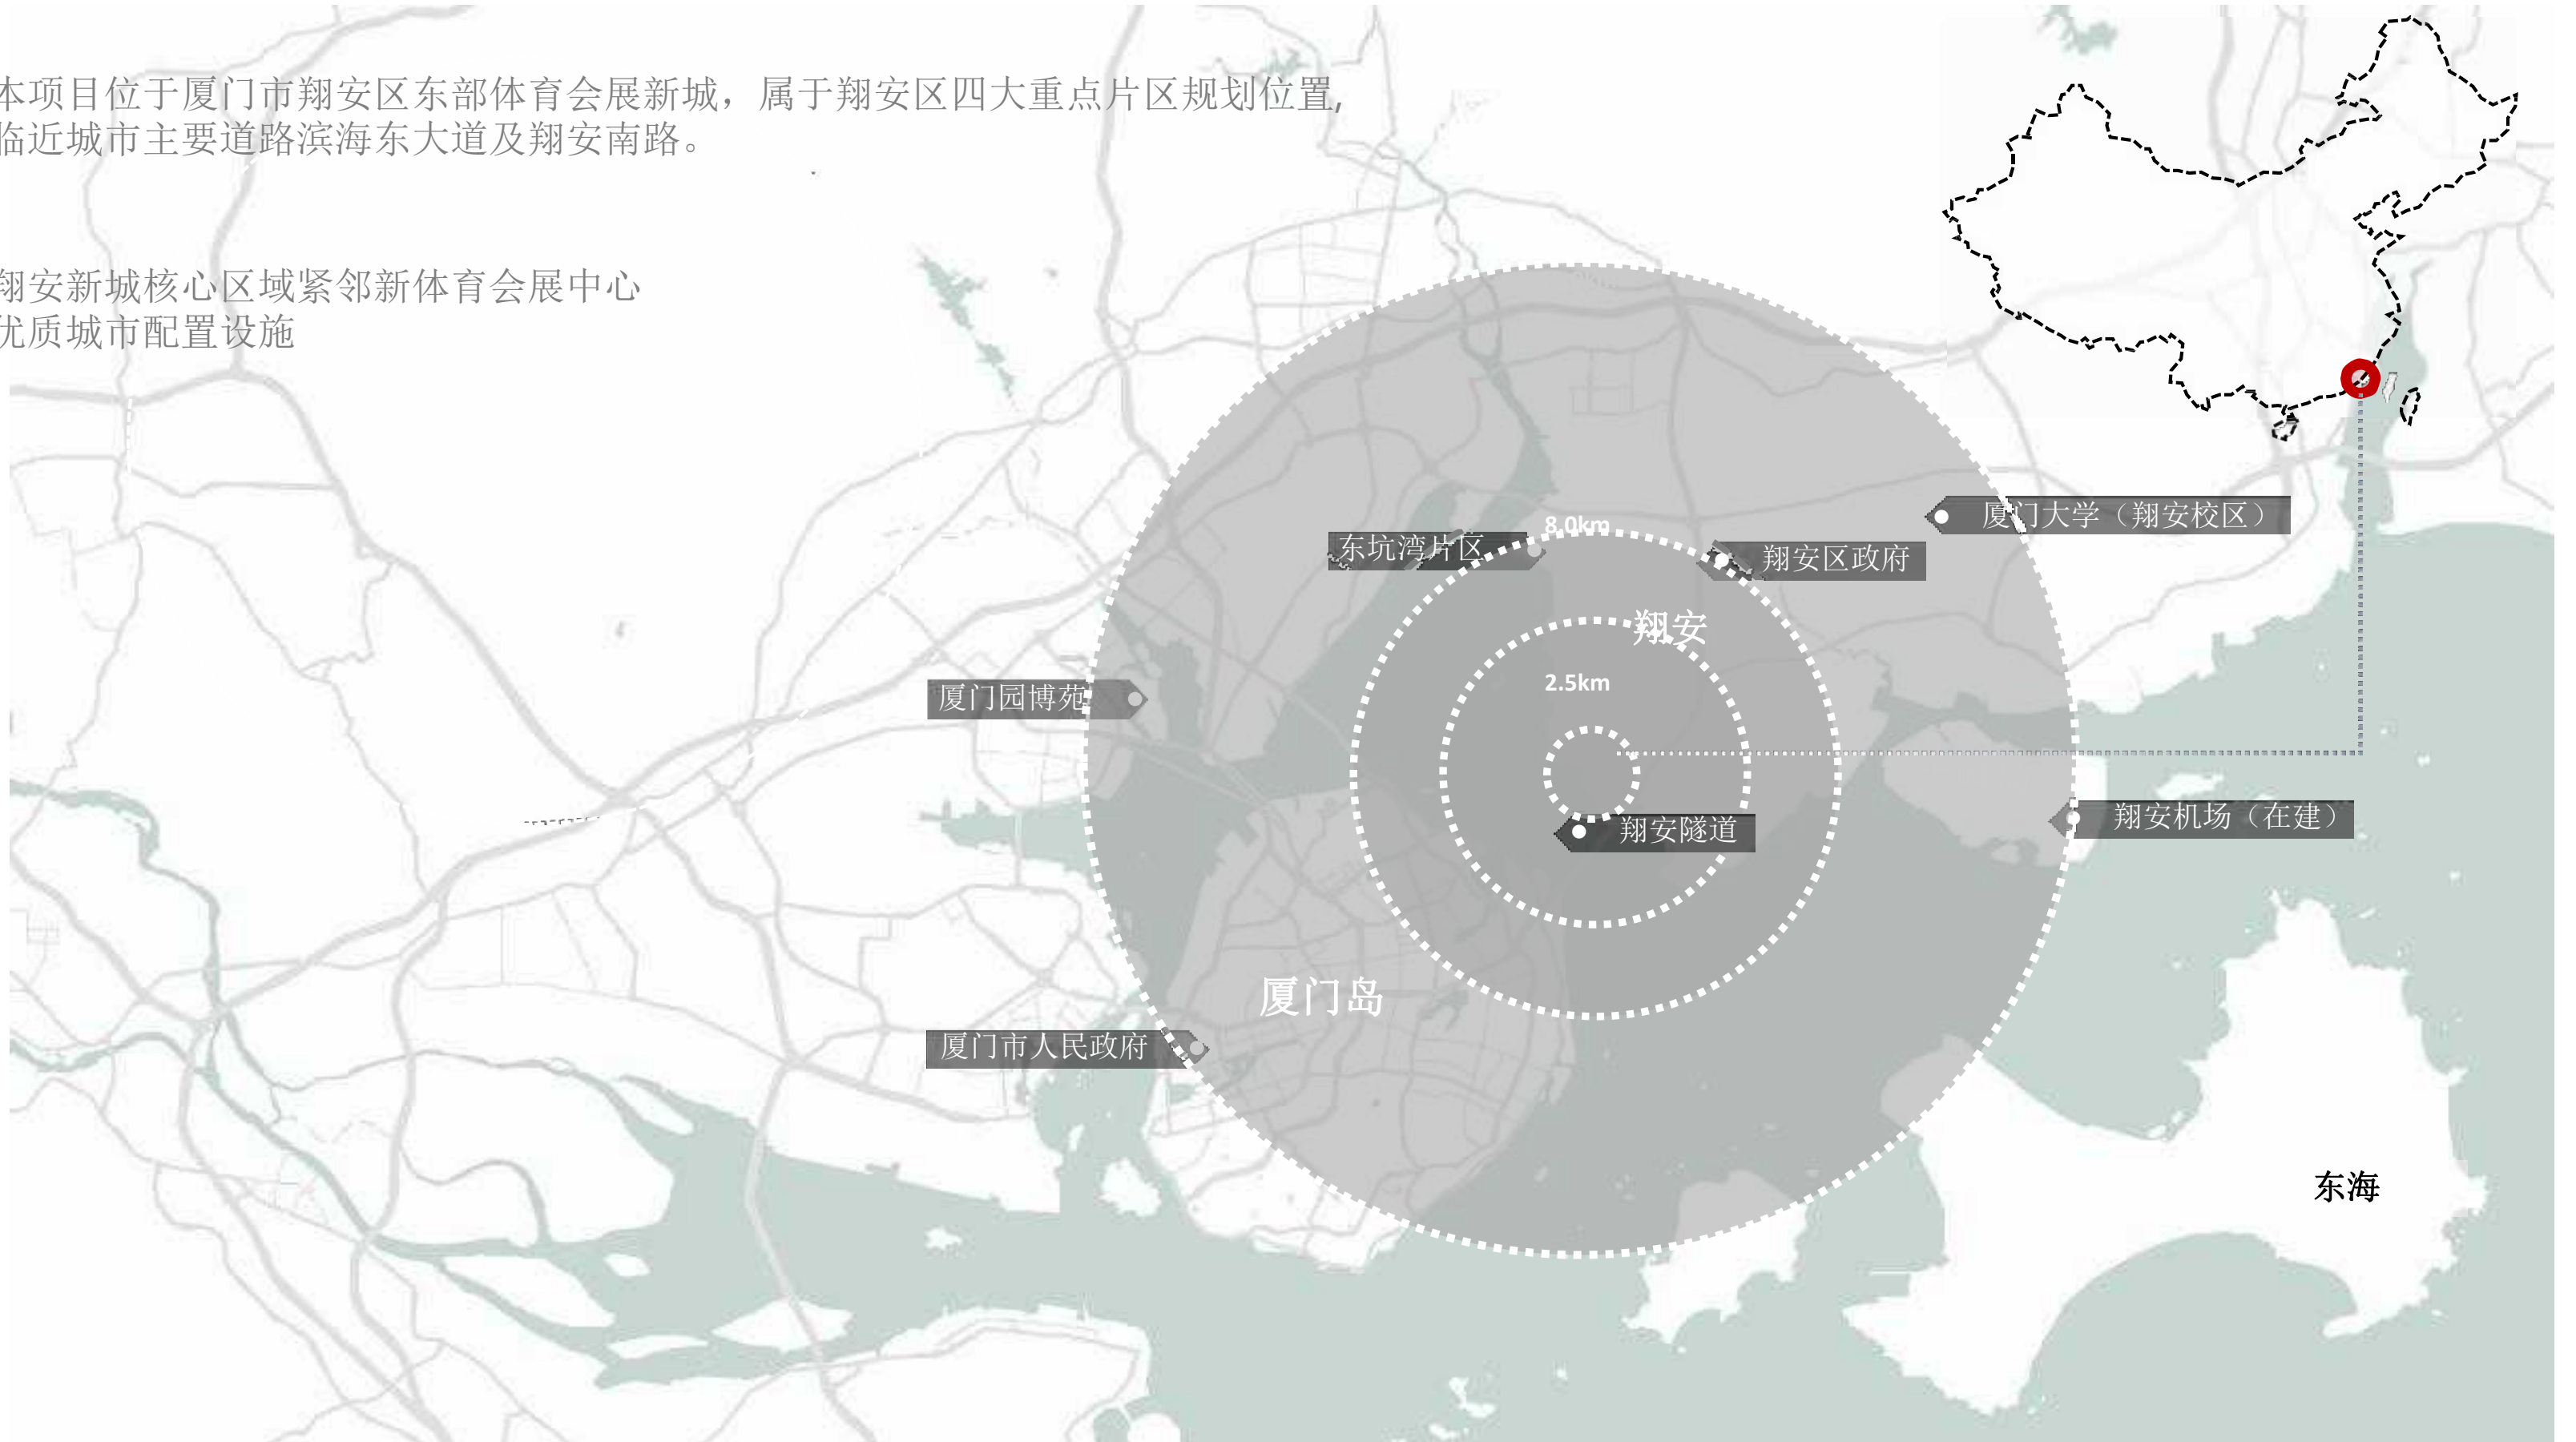 本项目位于厦门市翔安区东部体育会展新城，属于翔安区四大重点片区规划位置,
临近城市主要道路滨海东大道及翔安南路。
翔安新城核心区域紧邻新体育会展中心
优质城市配置设施
厦门大学（翔安校区）
8.0km
东坑湾片区
翔安区政府
翔安
2.5km
厦门园博苑
翔安机场（在建）
翔安隧道
厦门岛
厦门市人民政府
东海